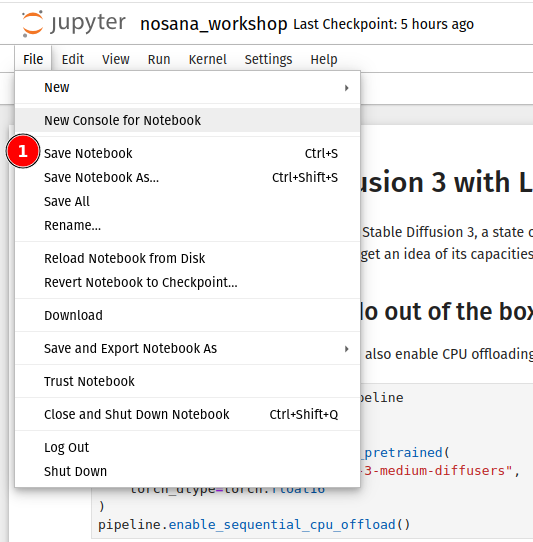 jupyter nosana_workshop Last Checkpoint: 5 hours ago
File Edit View Run Kernel Settings Help
New
New Console for Notebook
1 Save Notebook Ctrl+S
Save Notebook As... Ctrl+Shift+S
Save All
Rename...
Reload Notebook from Disk
Revert Notebook to Checkpoint...
Download
Save and Export Notebook As
Trust Notebook
Close and Shut Down Notebook Ctrl+Shift+Q
Log Out
Shut Down
usion 3 with L
Stable Diffusion 3, a state o
get an idea of its capacities
do out of the box
also enable CPU offloading
peline
_pretrained(
-3-medium-diffusers",
torch_dtype=torch.float16
)
pipeline.enable_sequential_cpu_offload()